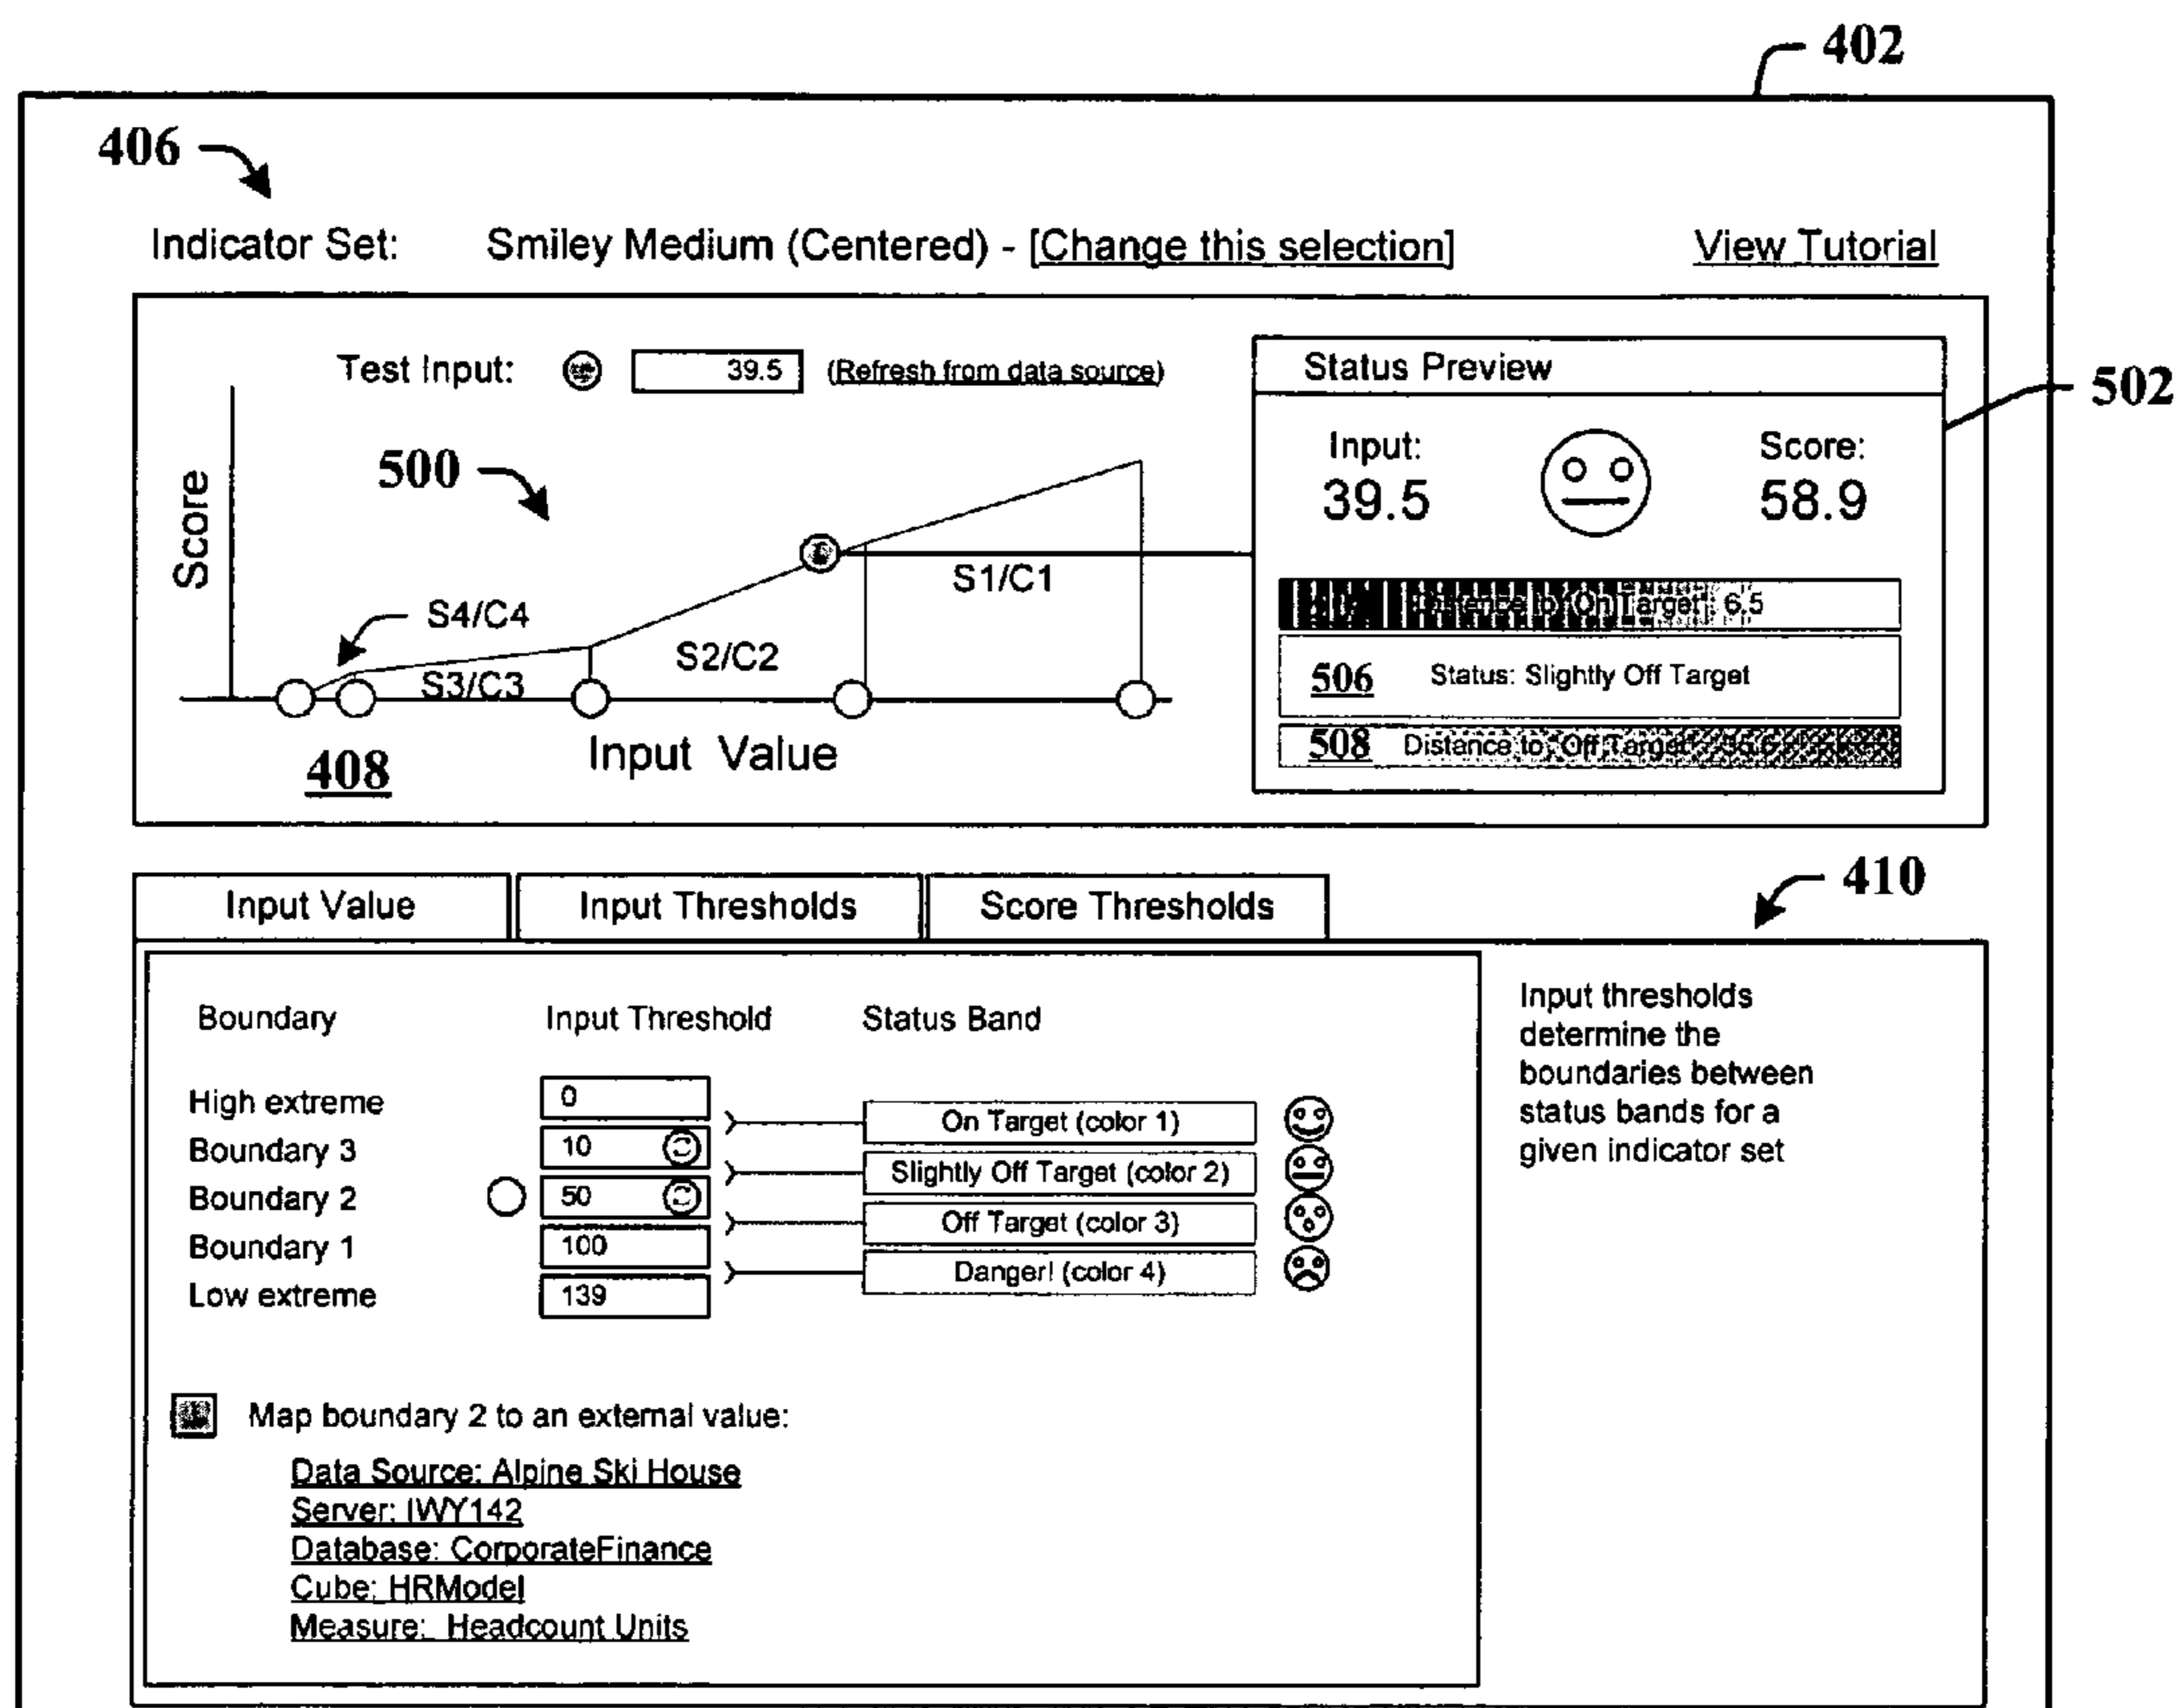 402
406
Indicator Set: Smiley Medium (Centered) - [Change this selection] View Tutorial
Test Input: 39.5 (Refresh from data source)
Status Preview
502
Input: Score:
39.5 58.9
500
Score
S1/C1
Distance to 'On Target': 6.5
S4/C4
S2/C2
S3/C3
506 Status: Slightly Off Target
508 Distance to 'Off Target':
Input Value
408
410
Input Value Input Thresholds Score Thresholds
Boundary Input Threshold Status Band
Input thresholds
determine the
boundaries between
status bands for a
given indicator set
High extreme 0
On Target (color 1)
Boundary 3 10
Slightly Off Target (color 2)
Boundary 2 50
Off Target (color 3)
Boundary 1 100
Danger! (color 4)
Low extreme 139
Map boundary 2 to an external value:
Data Source: Alpine Ski House
Server: IWY142
Database: CorporateFinance
Cube: HRModel
Measure: Headcount Units